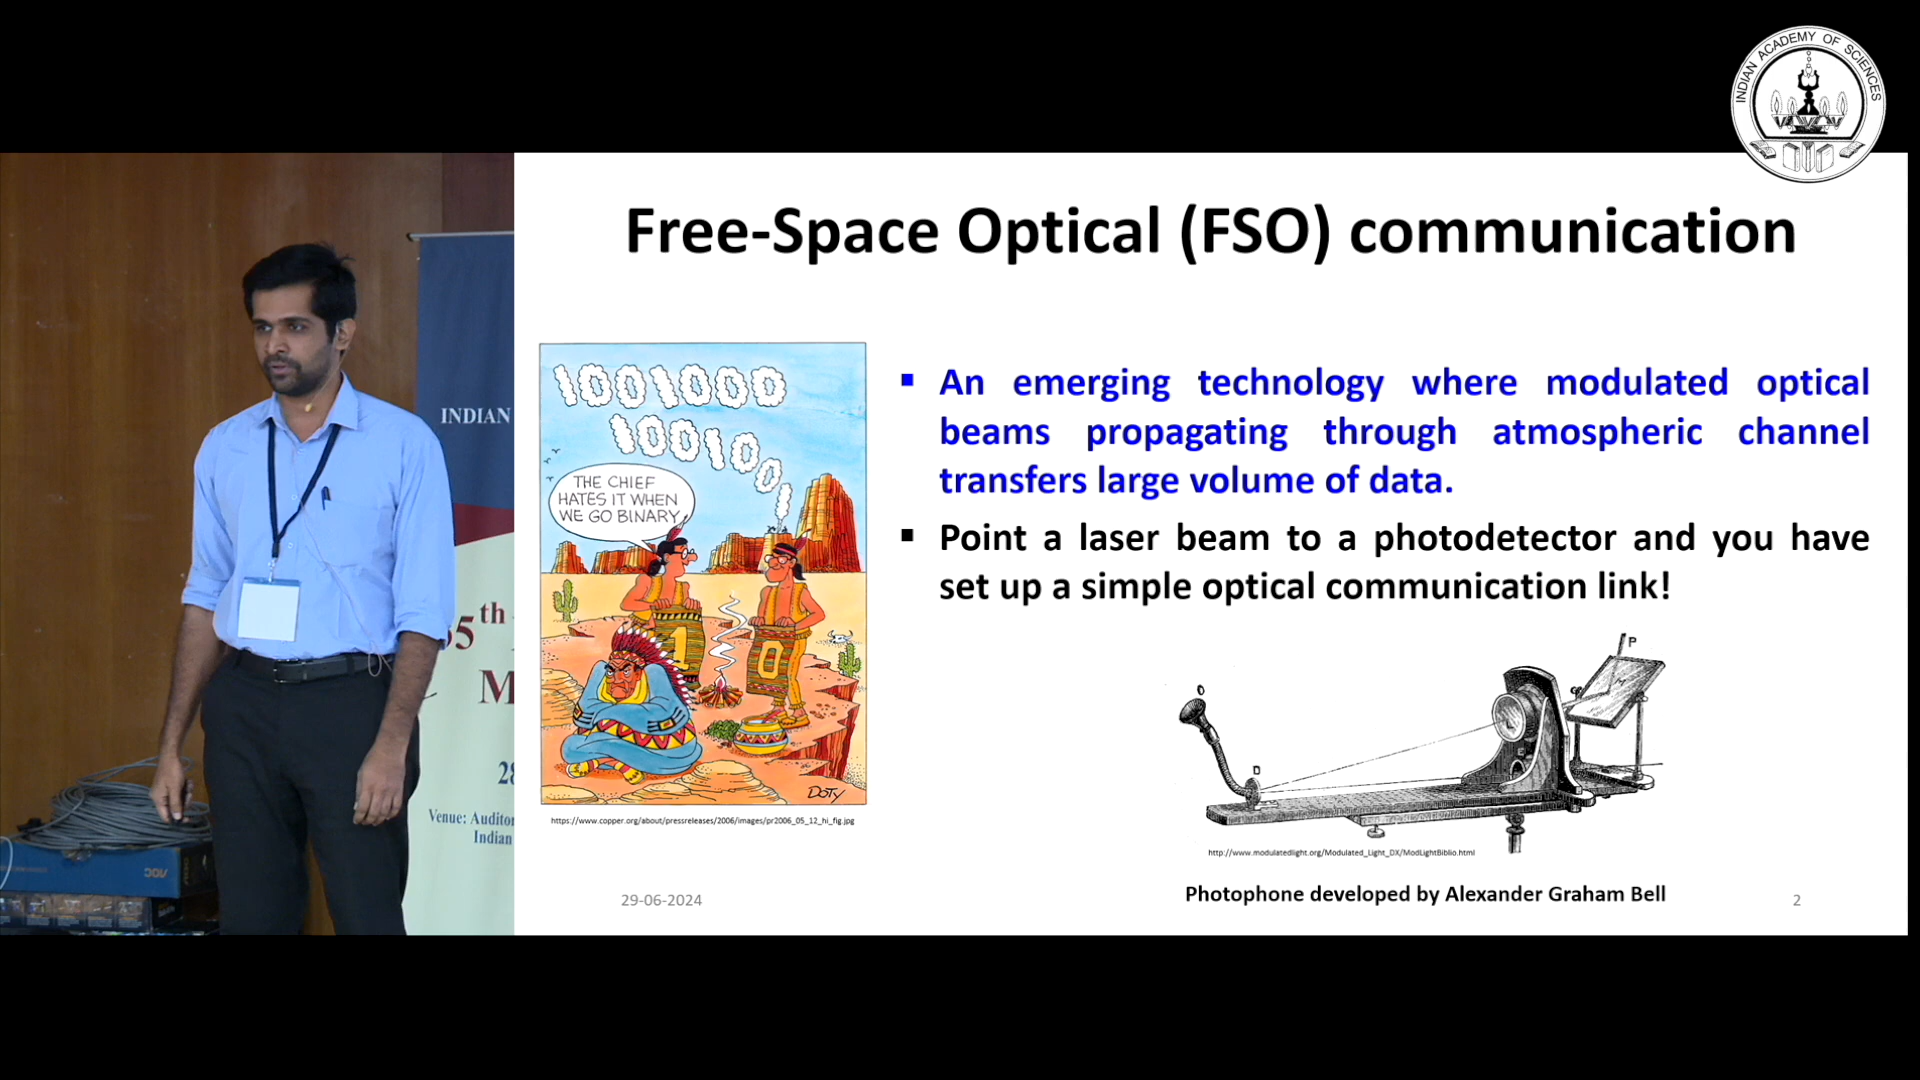 INDIAN ACADEMY OF SCIENCES
Free-Space Optical (FSO) communication
1001000
1001001
THE CHIEF
HATES IT WHEN
WE GO BINARY
1
0
DOTY
https://www.copper.org/about/pressreleases/2006/images/pr2006_05_12_hi_fig.jpg
▪ An emerging technology where modulated optical
beams propagating through atmospheric channel
transfers large volume of data.
▪ Point a laser beam to a photodetector and you have
set up a simple optical communication link!
P
M
D
E
http://www.modulatedlight.org/Modulated_Light_DX/ModLightBiblio.html
Photophone developed by Alexander Graham Bell
29-06-2024
2
INDIAN
5th
M
28
Venue: Auditor
Indian
AOC